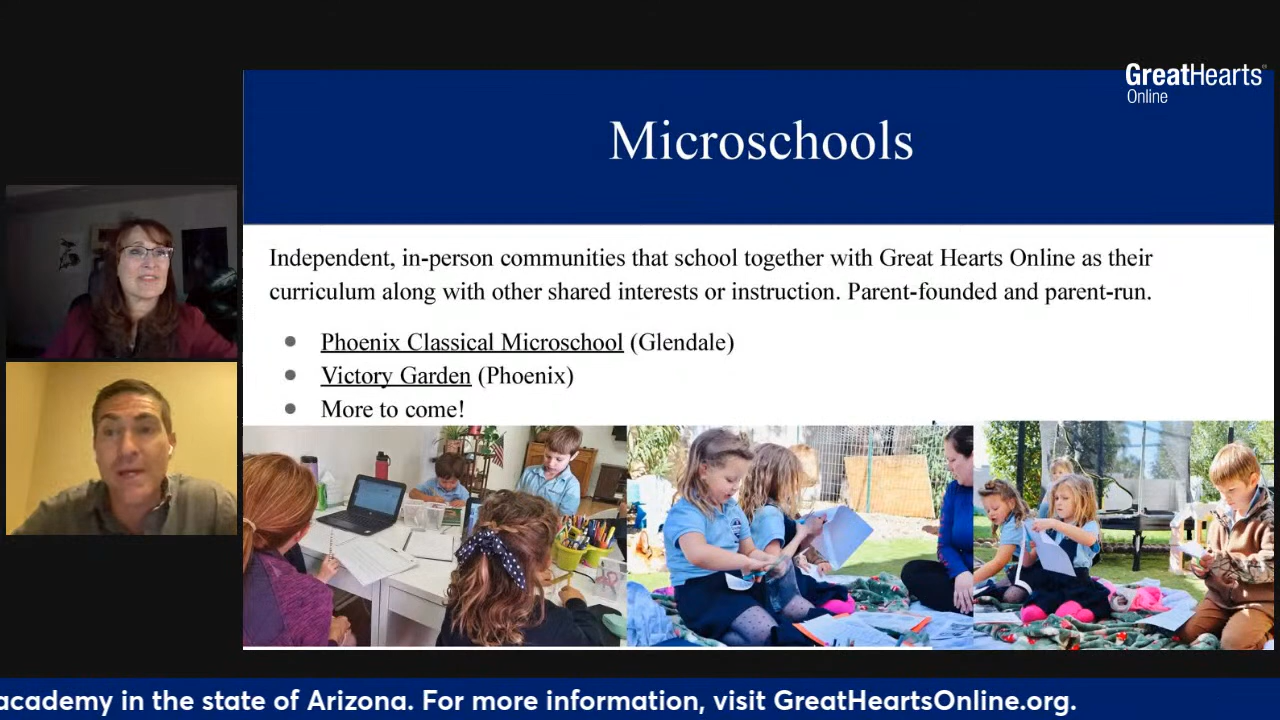 GreatHearts®
Online
Microschools
Independent, in-person communities that school together with Great Hearts Online as their
curriculum along with other shared interests or instruction. Parent-founded and parent-run.
● Phoenix Classical Microschool (Glendale)
● Victory Garden (Phoenix)
● More to come!
academy in the state of Arizona. For more information, visit GreatHeartsOnline.org.